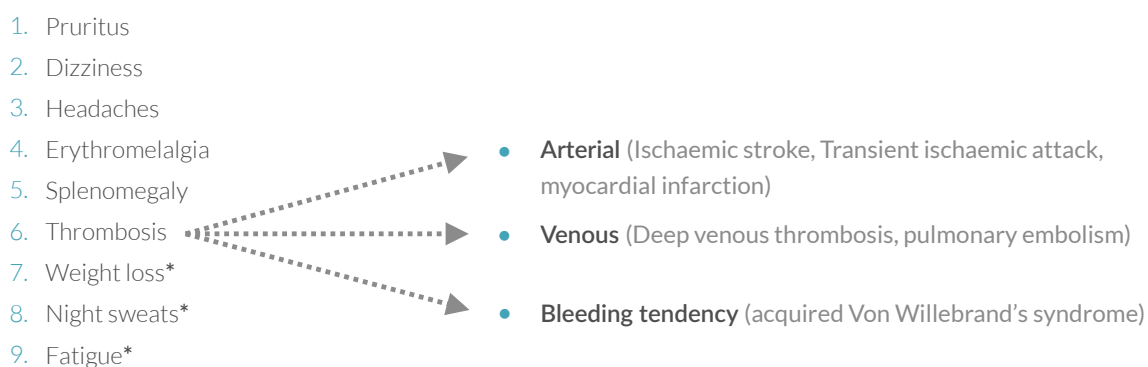 1. Pruritus
2. Dizziness
3. Headaches
4. Erythromelalgia
5. Splenomegaly
6. Thrombosis
7. Weight loss*
8. Night sweats*
9. Fatigue*
• Arterial (Ischaemic stroke, Transient ischaemic attack,
myocardial infarction)
• Venous (Deep venous thrombosis, pulmonary embolism)
• Bleeding tendency (acquired Von Willebrand's syndrome)